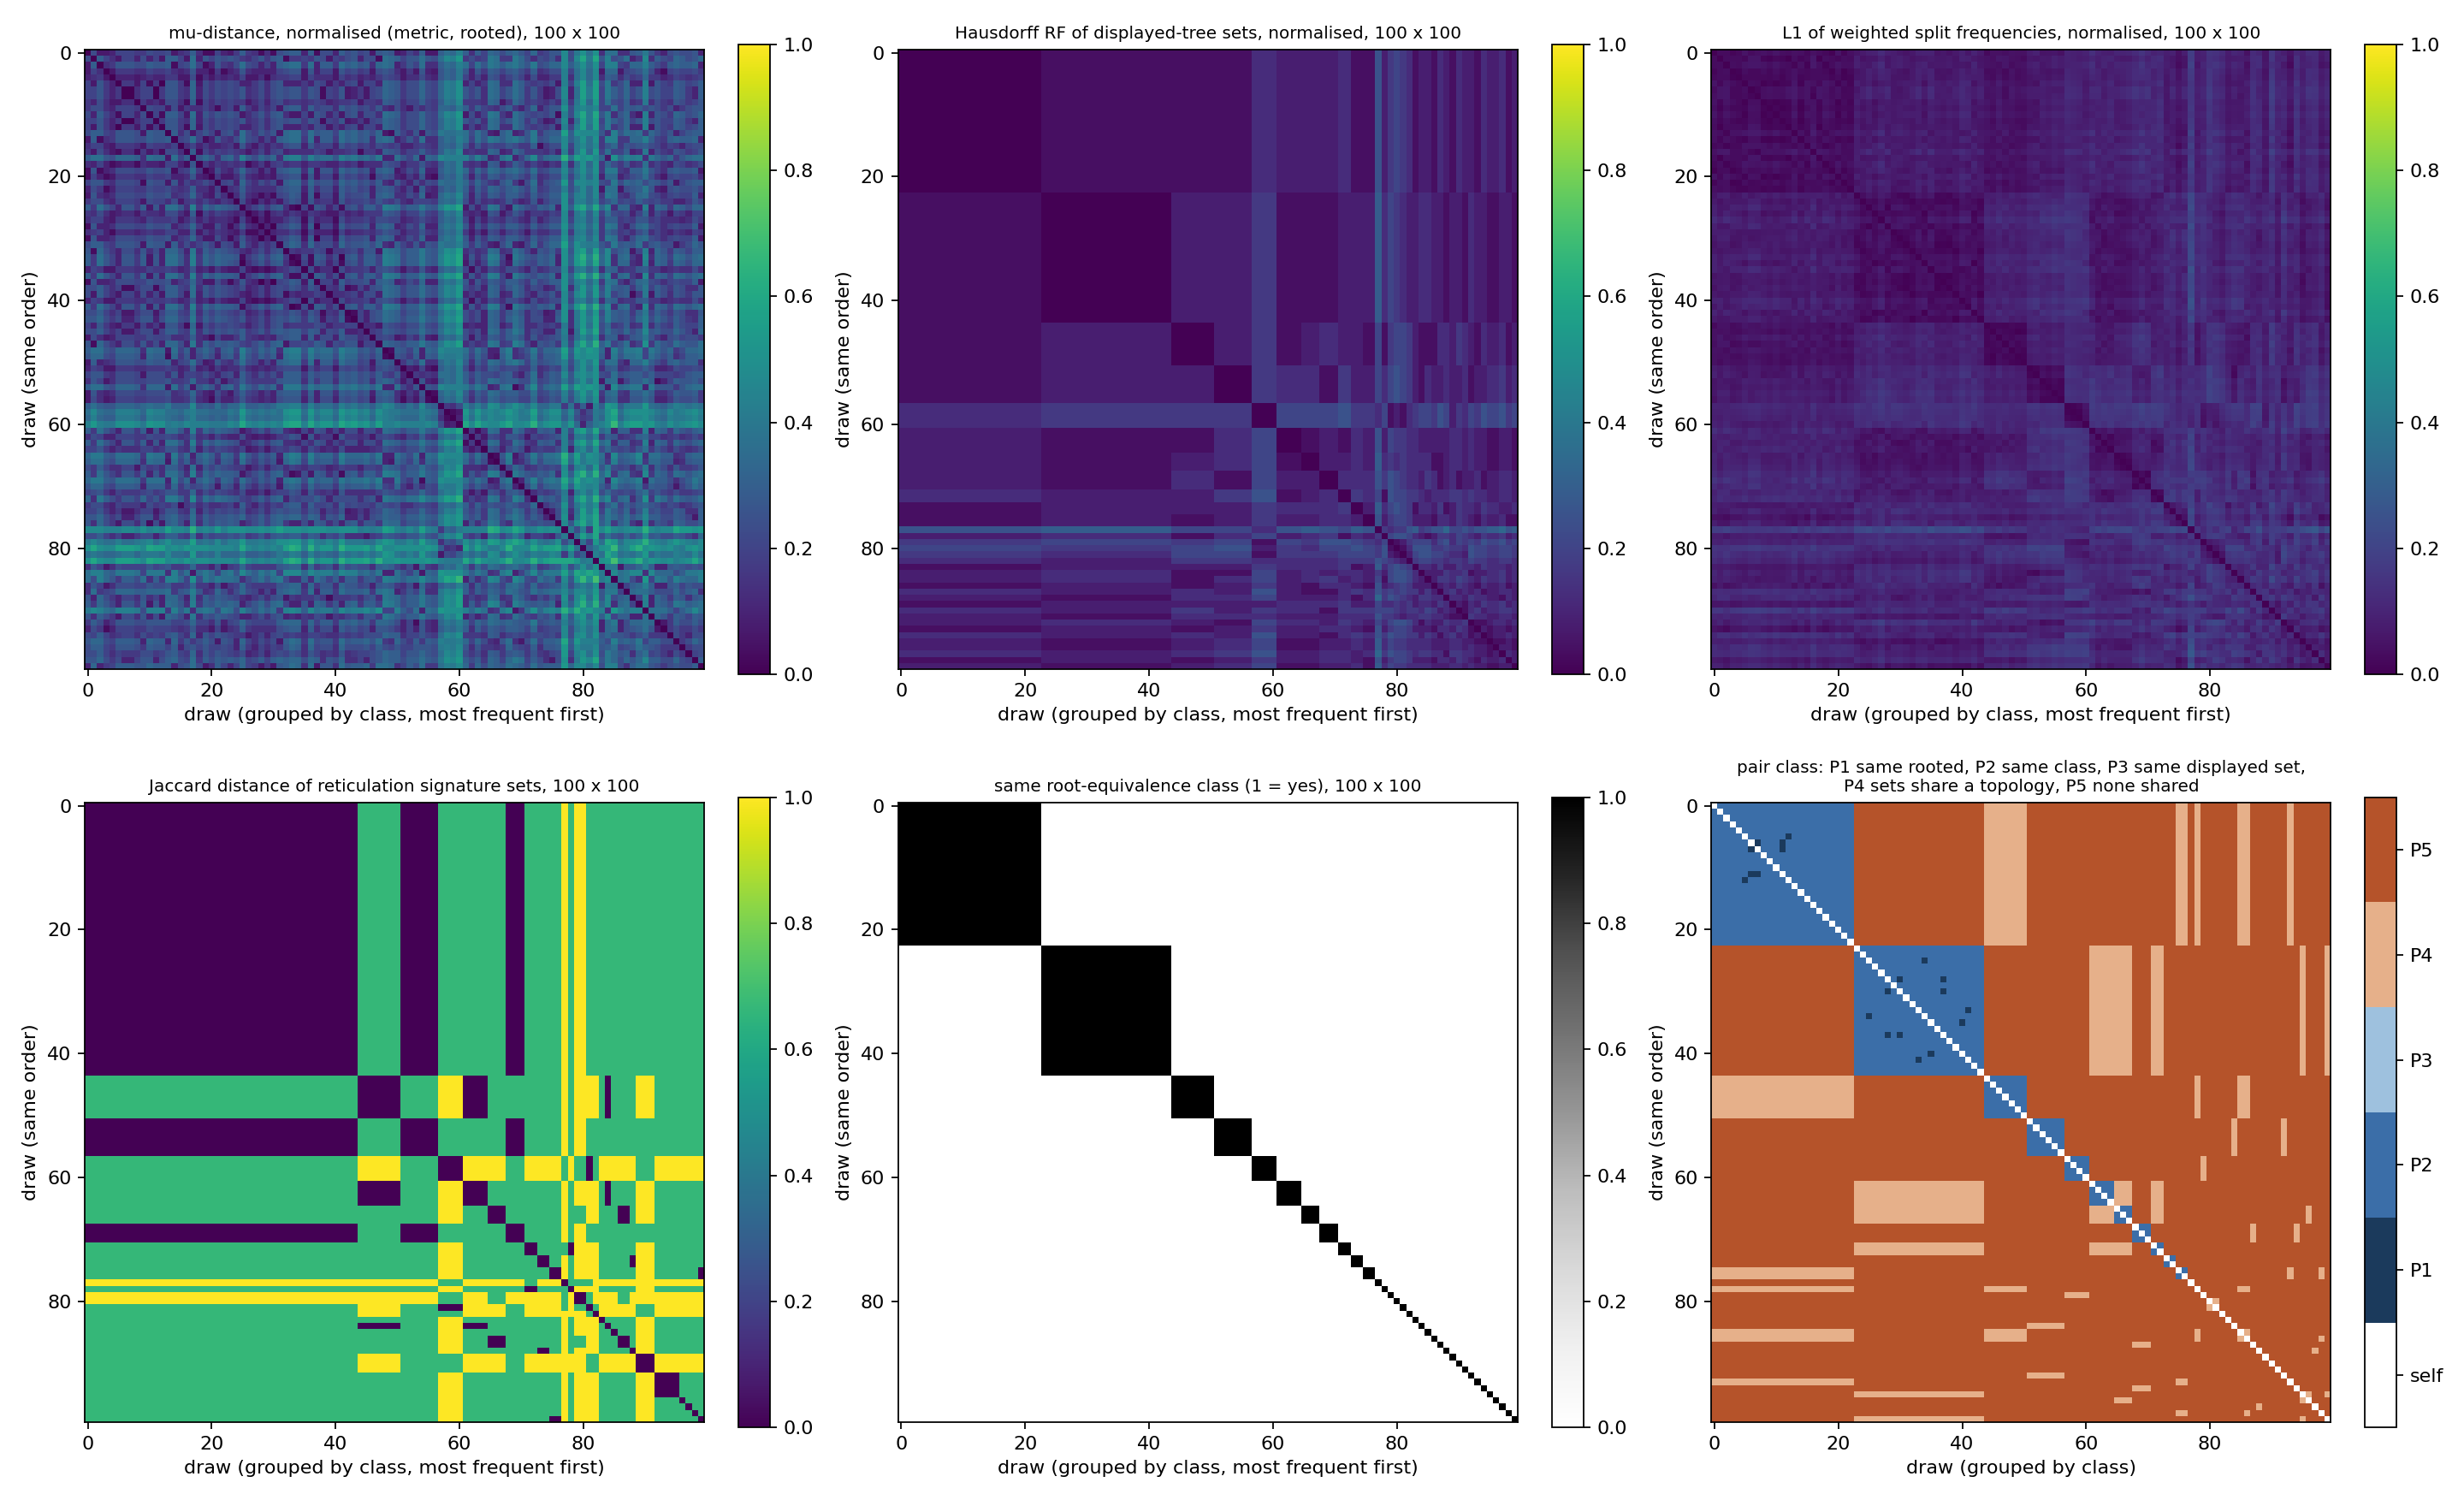 mu-distance, normalised (metric, rooted), 100 x 100
0
20
40
60
80
draw (same order)
0 20 40 60 80
draw (grouped by class, most frequent first)
1.0
0.8
0.6
0.4
0.2
0.0
Hausdorff RF of displayed-tree sets, normalised, 100 x 100
0
20
40
60
80
draw (same order)
0 20 40 60 80
draw (grouped by class, most frequent first)
1.0
0.8
0.6
0.4
0.2
0.0
L1 of weighted split frequencies, normalised, 100 x 100
0
20
40
60
80
draw (same order)
0 20 40 60 80
draw (grouped by class, most frequent first)
1.0
0.8
0.6
0.4
0.2
0.0
Jaccard distance of reticulation signature sets, 100 x 100
0
20
40
60
80
draw (same order)
0 20 40 60 80
draw (grouped by class, most frequent first)
1.0
0.8
0.6
0.4
0.2
0.0
same root-equivalence class (1 = yes), 100 x 100
0
20
40
60
80
draw (same order)
0 20 40 60 80
draw (grouped by class, most frequent first)
1.0
0.8
0.6
0.4
0.2
0.0
pair class: P1 same rooted, P2 same class, P3 same displayed set,
P4 sets share a topology, P5 none shared
0
20
40
60
80
draw (same order)
0 20 40 60 80
draw (grouped by class)
P5
P4
P3
P2
P1
self